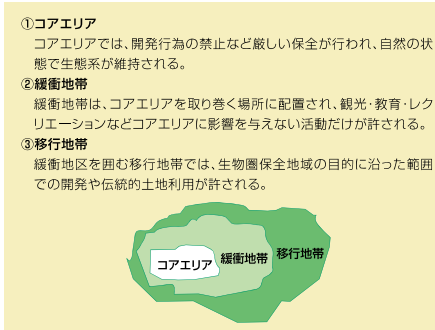 ①コアエリア
コアエリアでは、開発行為の禁止など厳しい保全が行われ、自然の状
態で生態系が維持される。
②緩衝地帯
緩衝地帯は、コアエリアを取り巻く場所に配置され、観光・教育・レク
リエーションなどコアエリアに影響を与えない活動だけが許される。
③移行地帯
緩衝地区を囲む移行地帯では、生物圏保全地域の目的に沿った範囲
での開発や伝統的土地利用が許される。
コアエリア
緩衝地帯
移行地帯